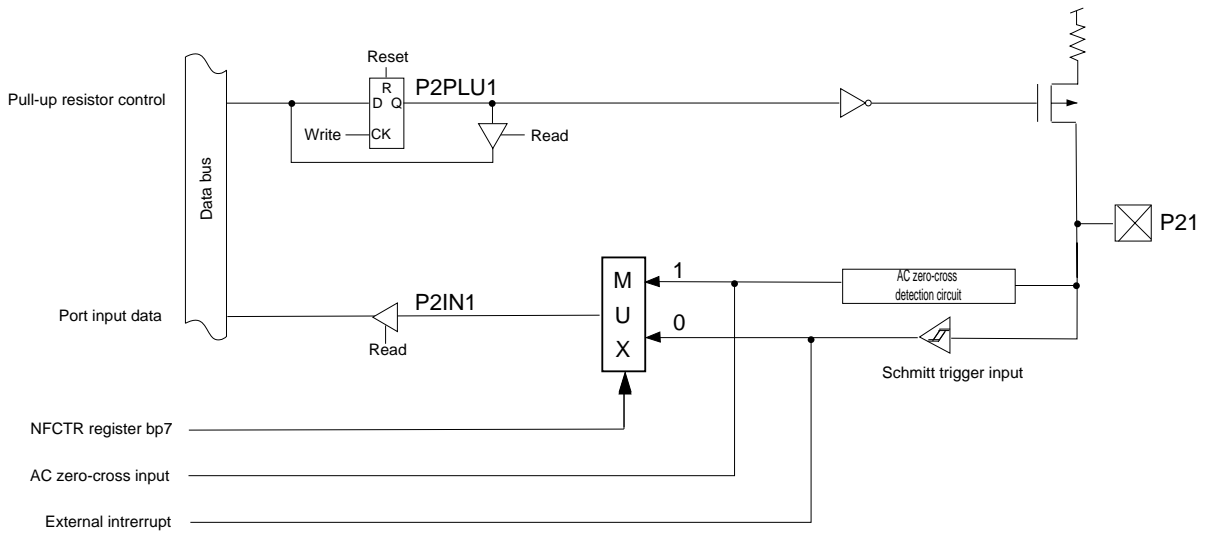 Reset
Pull-up resistor control
R
P2PLU1
D Q
Write
CK
Read
Data bus
P21
M
U
X
1
AC zero-cross
detection circuit
Port input data
P2IN1
0
Read
Schmitt trigger input
NFCTR register bp7
AC zero-cross input
External intrerrupt